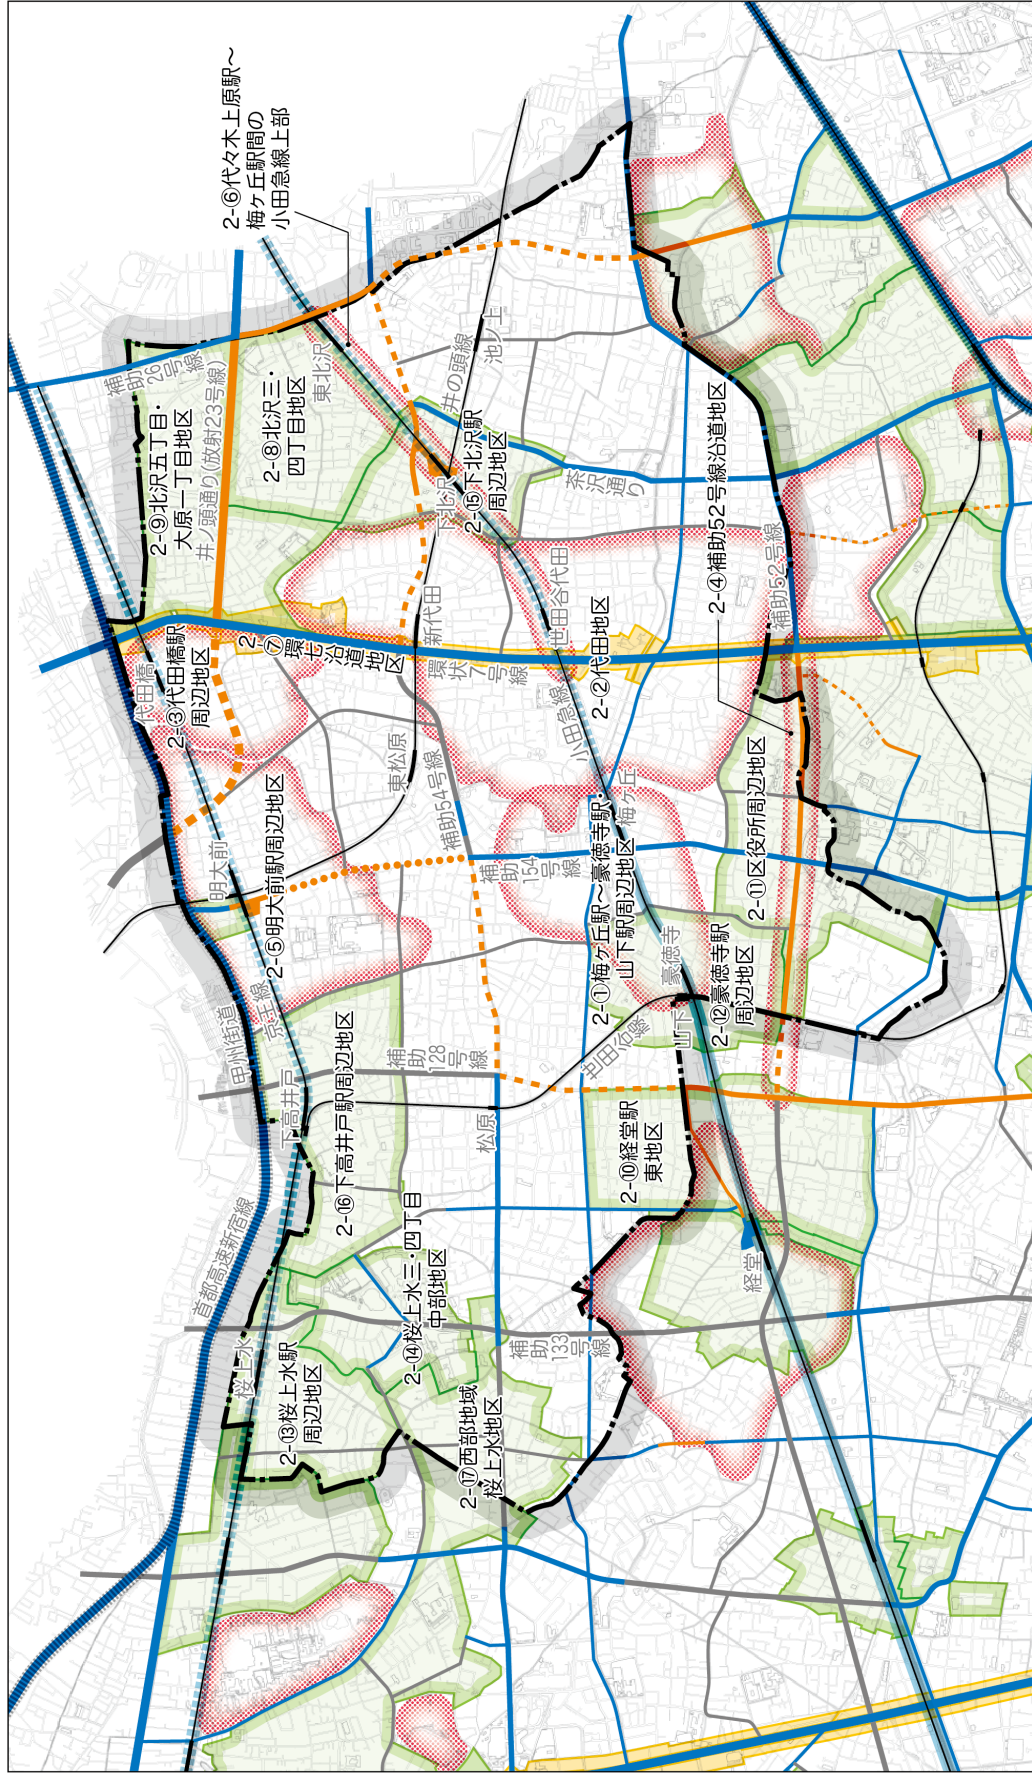 2-⑥代々木上原駅～
梅ヶ丘駅間の
小田急線上部
補助
26
号
線
東北沢
2-⑨北沢五丁目・
大原一丁目地区
井ノ頭通り(放射23号線)
2-⑧北沢三・
四丁目地区
井の頭線
池ノ上
下北沢
2-⑮下北沢駅
周辺地区
茶沢通り
2-④補助52号線沿道地区
補助52号線
代田橋
2-③代田橋駅
周辺地区
2-⑦環七沿道
地区
新代田
環状
7
号
線
世田谷代田
2-②代田地区
小田急線
東松原
補助54号線
梅ヶ丘
明大前
2-⑤明大前駅周辺地区
補助
154
号
線
2-①梅ヶ丘駅～豪徳寺駅・
山下駅周辺地区
2-⑪区役所周辺地区
豪徳寺
山下
2-⑫豪徳寺駅
周辺地区
甲州街道
京王線
下高井戸
2-⑯下高井戸駅周辺地区
補助
128
号
線
世田谷線
松原
2-⑩経堂駅
東地区
首都高速新宿線
桜上水
2-⑬桜上水駅
周辺地区
2-⑭桜上水三・四丁目
中部地区
補助
133
号
線
経堂
2-⑰西部地域
桜上水地区